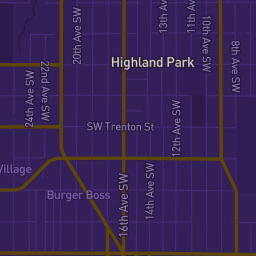 20th Ave SW
13th Ave
11th Ave
10th Ave SW
8th Ave SW
Highland Park
22nd Ave SW
24th Ave SW
SW Trenton St
12th Ave SW
Village
14th Ave SW
Burger Boss
16th Ave SW